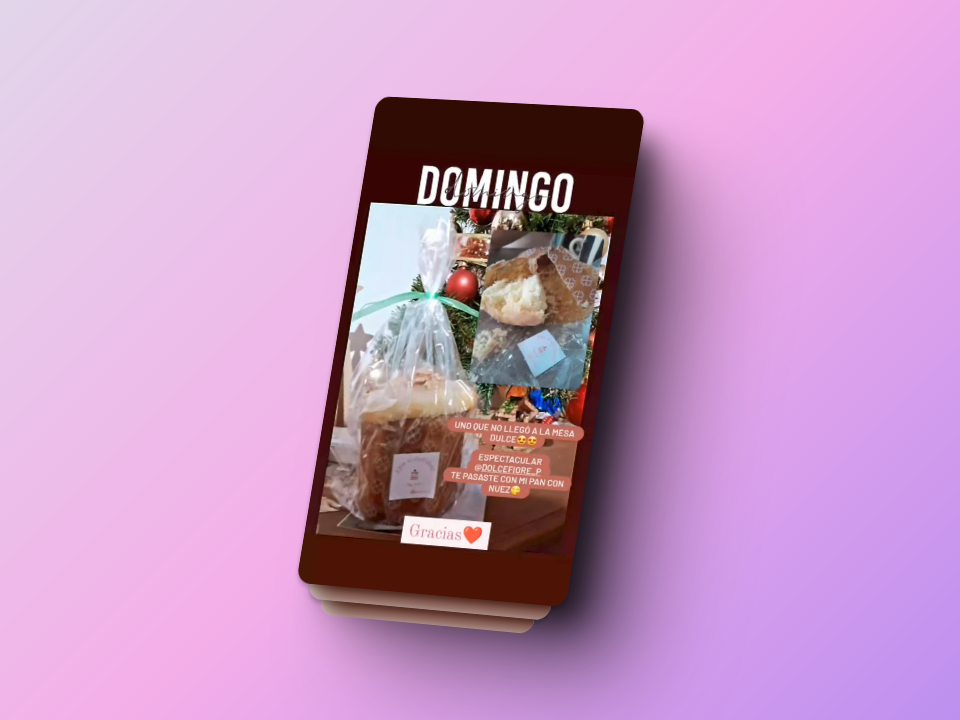 DOMINGO
UNO QUE NO LLEGÓ A LA MESA
DULCE😍😍
ESPECTACULAR
@DOLCEFIORE_P
TE PASASTE CON MI PAN CON
NUEZ😋
Gracias❤️